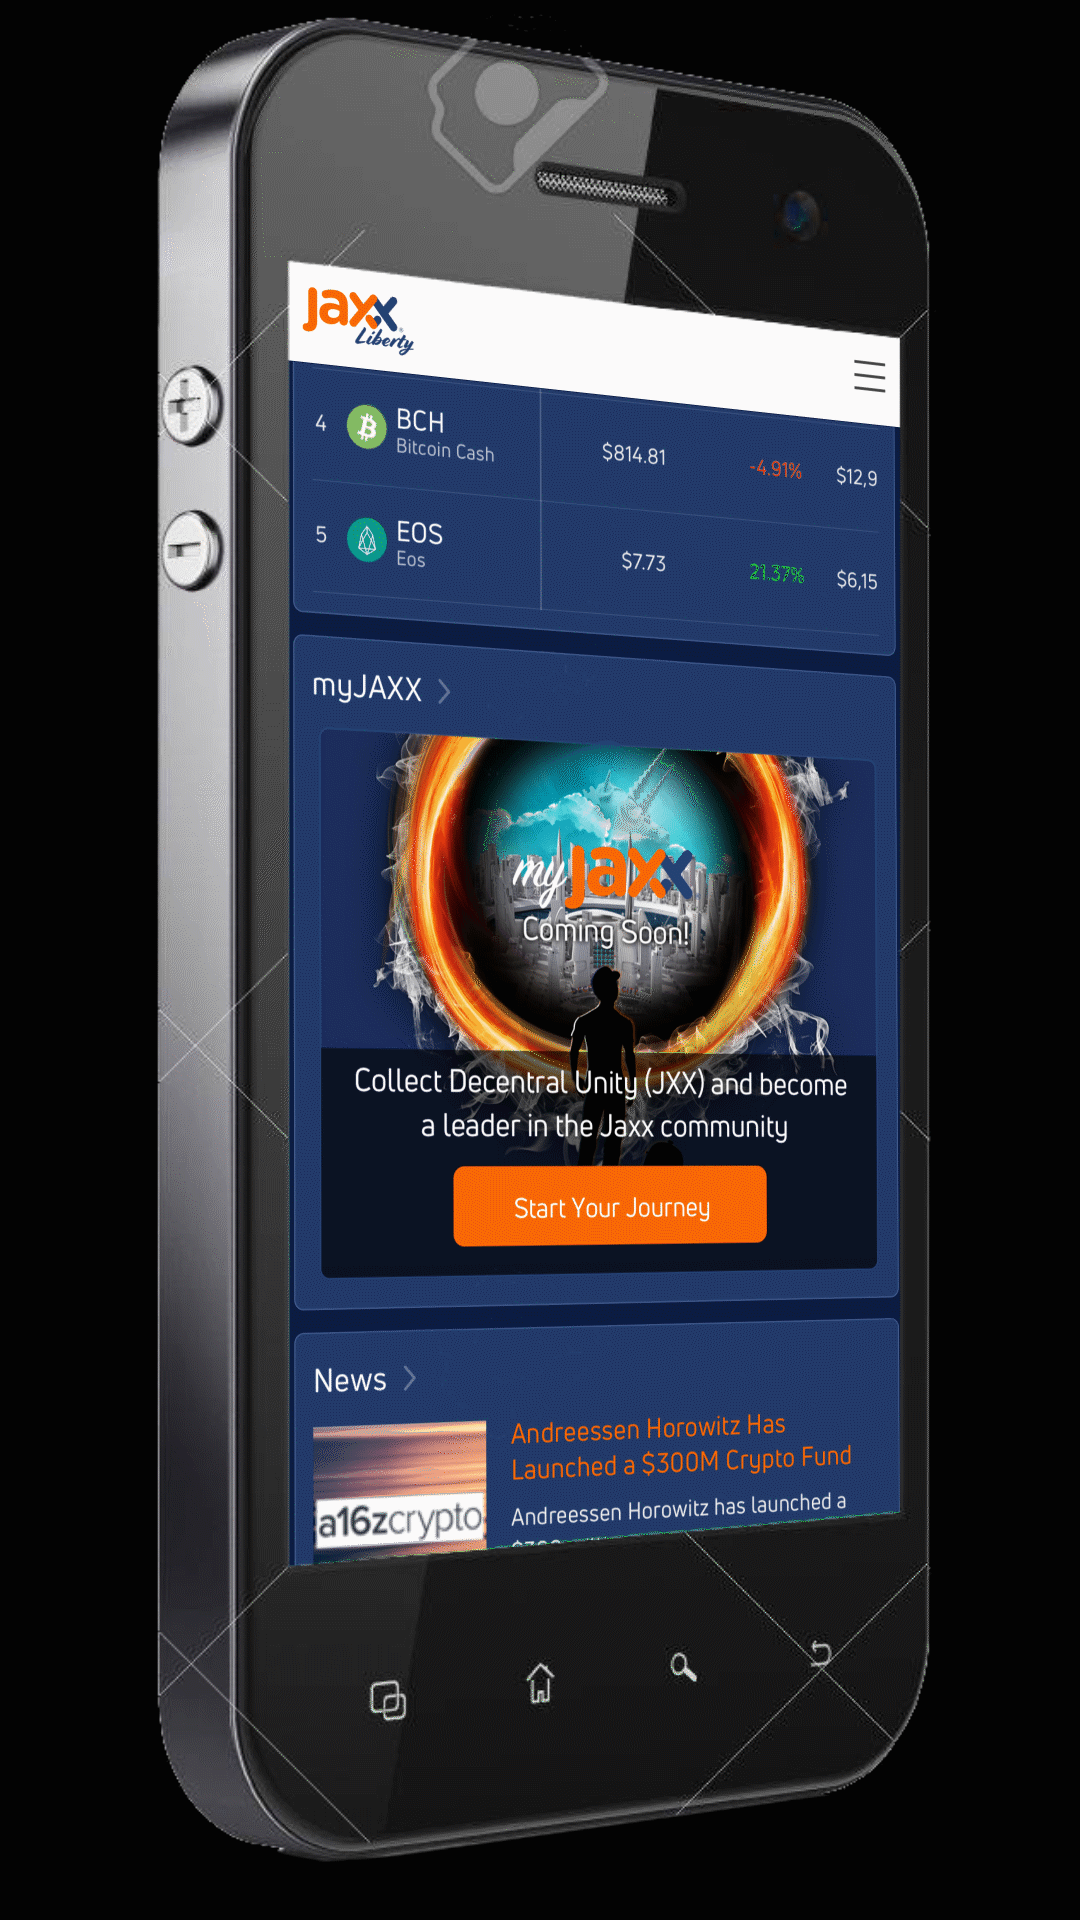 Jaxx
Liberty
4 BCH $814.81 -4.91% $12,9
Bitcoin Cash
5 EOS $7.73 21.37% $6,15
Eos
myJAXX
my Jaxx
Coming Soon!
Collect Decentral Unity (JXX) and become
a leader in the Jaxx community
Start Your Journey
News
a16zcrypto
Andreessen Horowitz Has
Launched a $300M Crypto Fund
Andreessen Horowitz has launched a